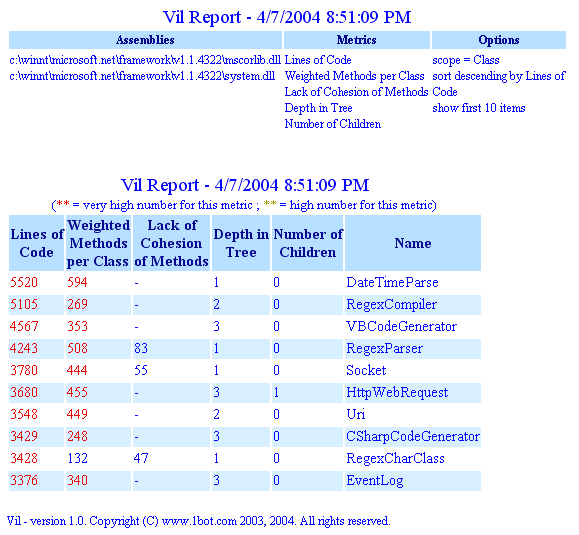 Vil Report - 4/7/2004 8:51:09 PM
Assemblies Metrics Options
c:\winnt\microsoft.net\framework\v1.1.4322\mscorlib.dll Lines of Code scope = Class
c:\winnt\microsoft.net\framework\v1.1.4322\system.dll Weighted Methods per Class sort descending by Lines of
Lack of Cohesion of Methods Code
Depth in Tree show first 10 items
Number of Children
Vil Report - 4/7/2004 8:51:09 PM
(** = very high number for this metric ; ** = high number for this metric)
Lines of Code Weighted Methods per Class Lack of Cohesion of Methods Depth in Tree Number of Children Name
5520 594 - 1 0 DateTimeParse
5105 269 - 2 0 RegexCompiler
4567 353 - 3 0 VBCodeGenerator
4243 508 83 1 0 RegexParser
3780 444 55 1 0 Socket
3680 455 - 3 1 HttpWebRequest
3548 449 - 2 0 Uri
3429 248 - 3 0 CSharpCodeGenerator
3428 132 47 1 0 RegexCharClass
3376 340 - 3 0 EventLog
Vil - version 1.0. Copyright (C) www.1bot.com 2003, 2004. All rights reserved.